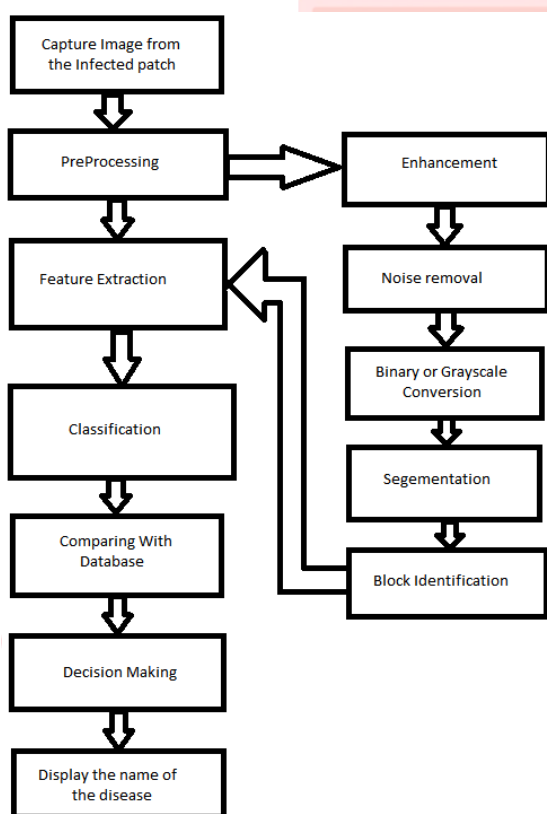 Capture Image from
the Infected patch
PreProcessing
Feature Extraction
Classification
Comparing With
Database
Decision Making
Display the name of
the disease
Enhancement
Noise removal
Binary or Grayscale
Conversion
Segementation
Block Identification